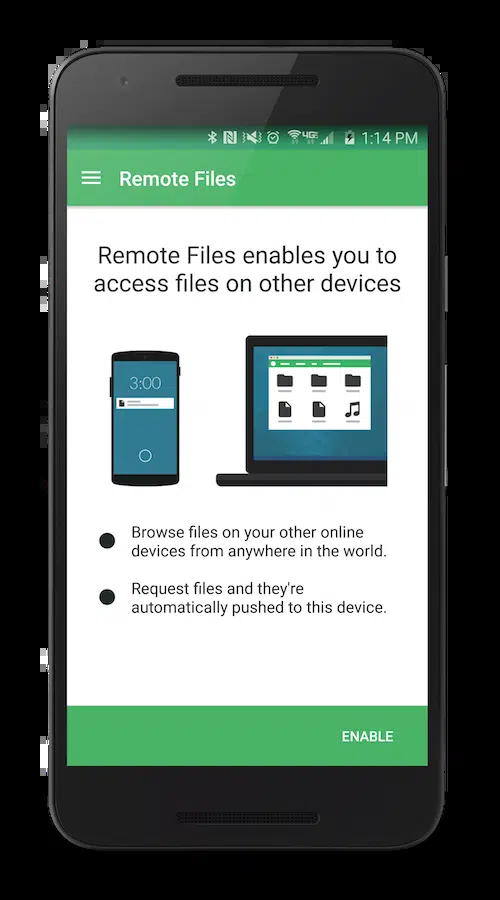 4G 1:14 PM
Remote Files
Remote Files enables you to
access files on other devices
3:00
Browse files on your other online
devices from anywhere in the world.
Request files and they're
automatically pushed to this device.
ENABLE